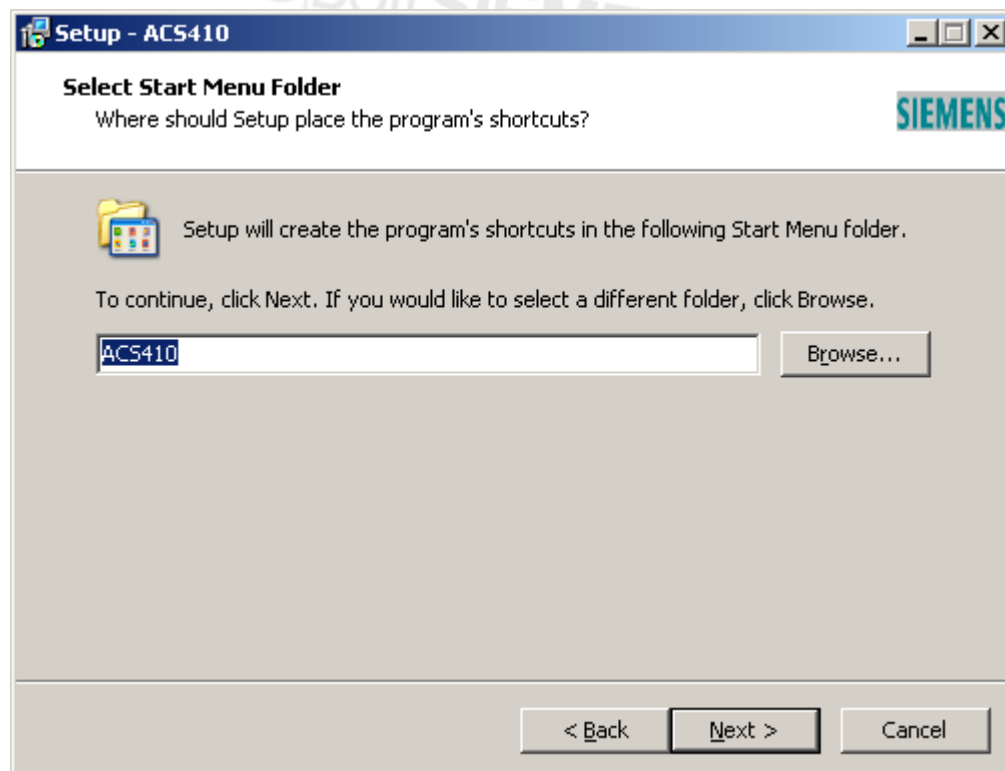 Setup - ACS410
Select Start Menu Folder
Where should Setup place the program's shortcuts?
SIEMENS
Setup will create the program's shortcuts in the following Start Menu folder.
To continue, click Next. If you would like to select a different folder, click Browse.
ACS410
Browse...
< Back
Next >
Cancel